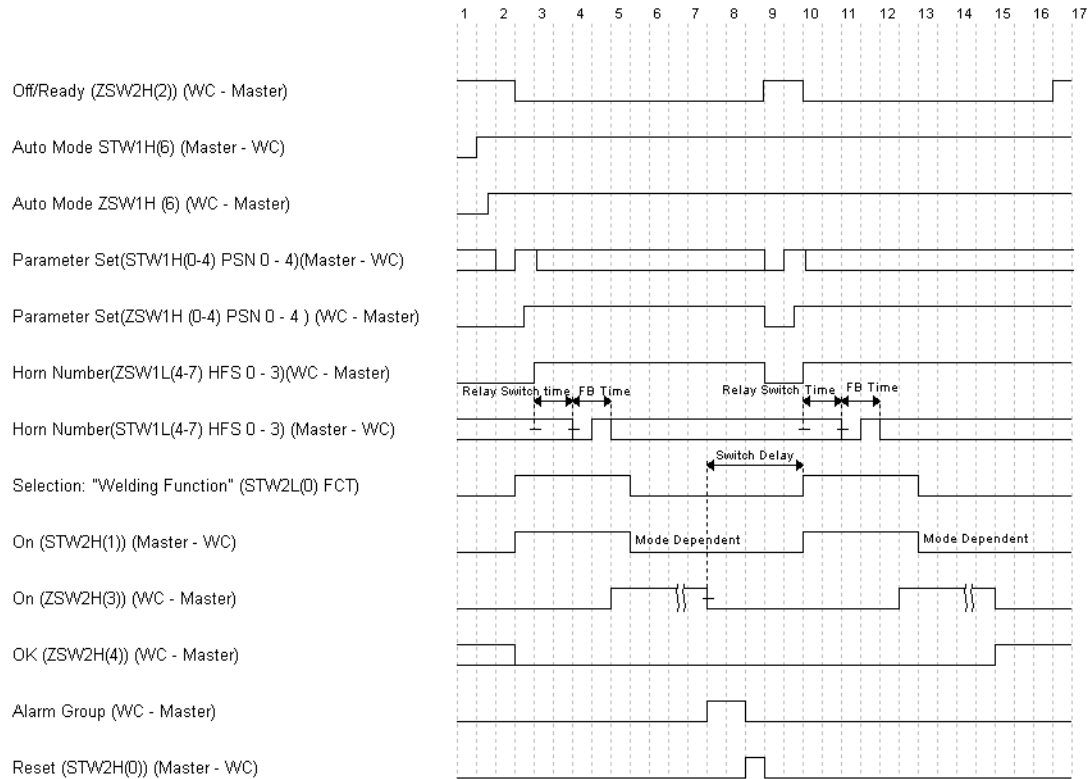 1 2 3 4 5 6 7 8 9 10 11 12 13 14 15 16 17
Off/Ready (ZSW2H(2)) (WC - Master)
Auto Mode STW1H(6) (Master - WC)
Auto Mode ZSW1H (6) (WC - Master)
Parameter Set(STW1H(0-4) PSN 0 - 4)(Master - WC)
Parameter Set(ZSW1H (0-4) PSN 0 - 4 ) (WC - Master)
Horn Number(ZSW1L(4-7) HFS 0 - 3)(WC - Master)
Relay Switch time FB Time Relay Switch Time FB Time
Horn Number(STW1L(4-7) HFS 0 - 3) (Master - WC)
Switch Delay
Selection: "Welding Function" (STW2L(0) FCT)
On (STW2H(1)) (Master - WC) Mode Dependent Mode Dependent
On (ZSW2H(3)) (WC - Master)
OK (ZSW2H(4)) (WC - Master)
Alarm Group (WC - Master)
Reset (STW2H(0)) (Master - WC)